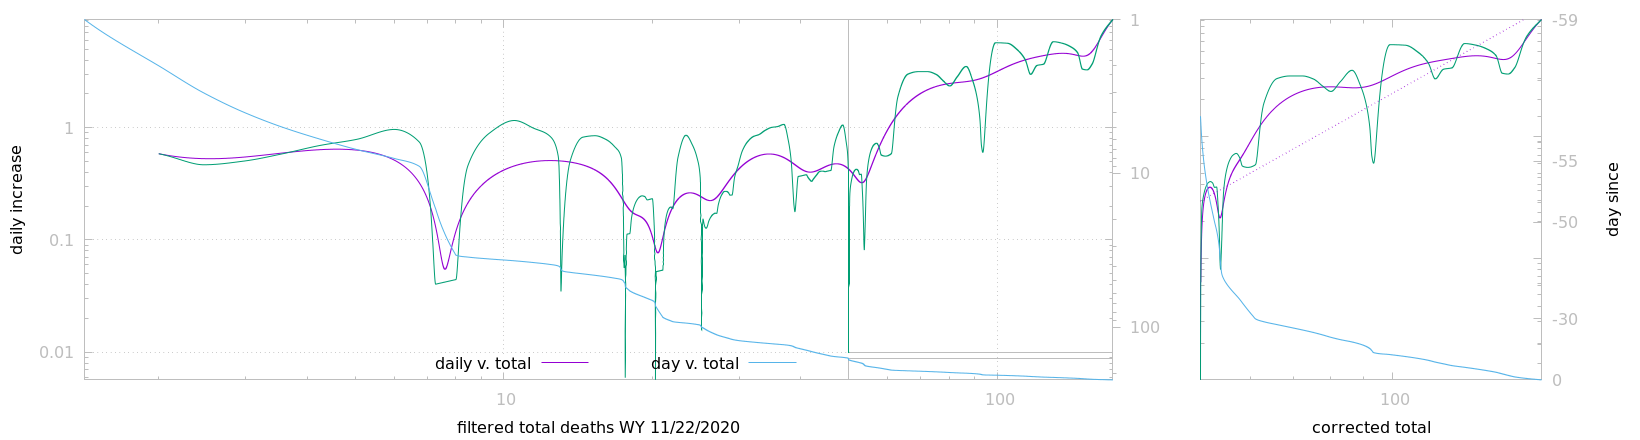 1
-59
daily increase
1
10
-55
-50
0.1
day since
-30
100
0.01
daily v. total
day v. total
0
10
100
100
filtered total deaths WY 11/22/2020
corrected total